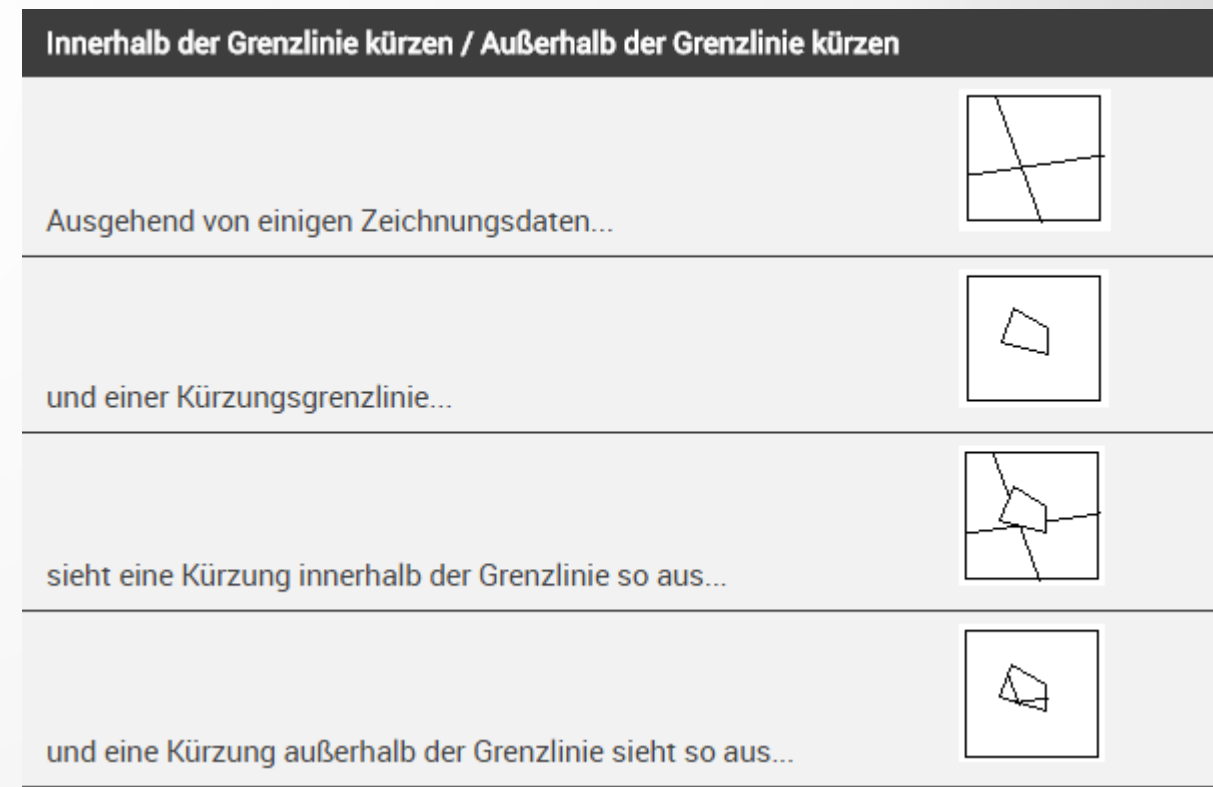 Innerhalb der Grenzlinie kürzen / Außerhalb der Grenzlinie kürzen
Ausgehend von einigen Zeichnungsdaten...
und einer Kürzungsgrenzlinie...
sieht eine Kürzung innerhalb der Grenzlinie so aus...
und eine Kürzung außerhalb der Grenzlinie sieht so aus...